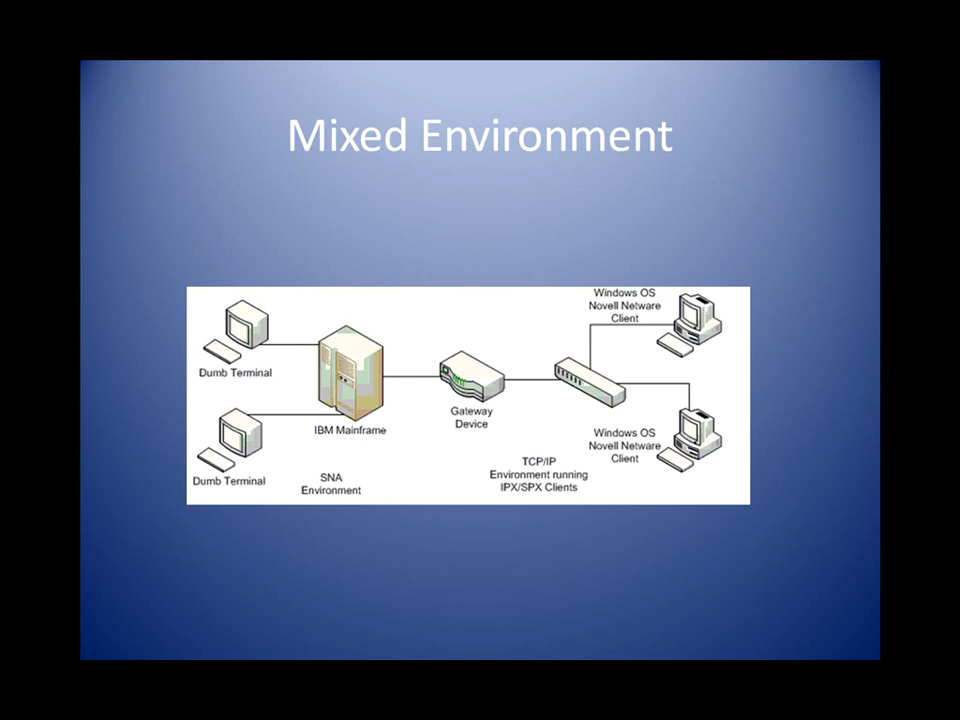 Mixed Environment
Windows OS
Novell Netware
Client
Dumb Terminal
IBM Mainframe
Gateway
Device
Dumb Terminal
SNA
Environment
TCP/IP
Environment running
IPX/SPX Clients
Windows OS
Novell Netware
Client